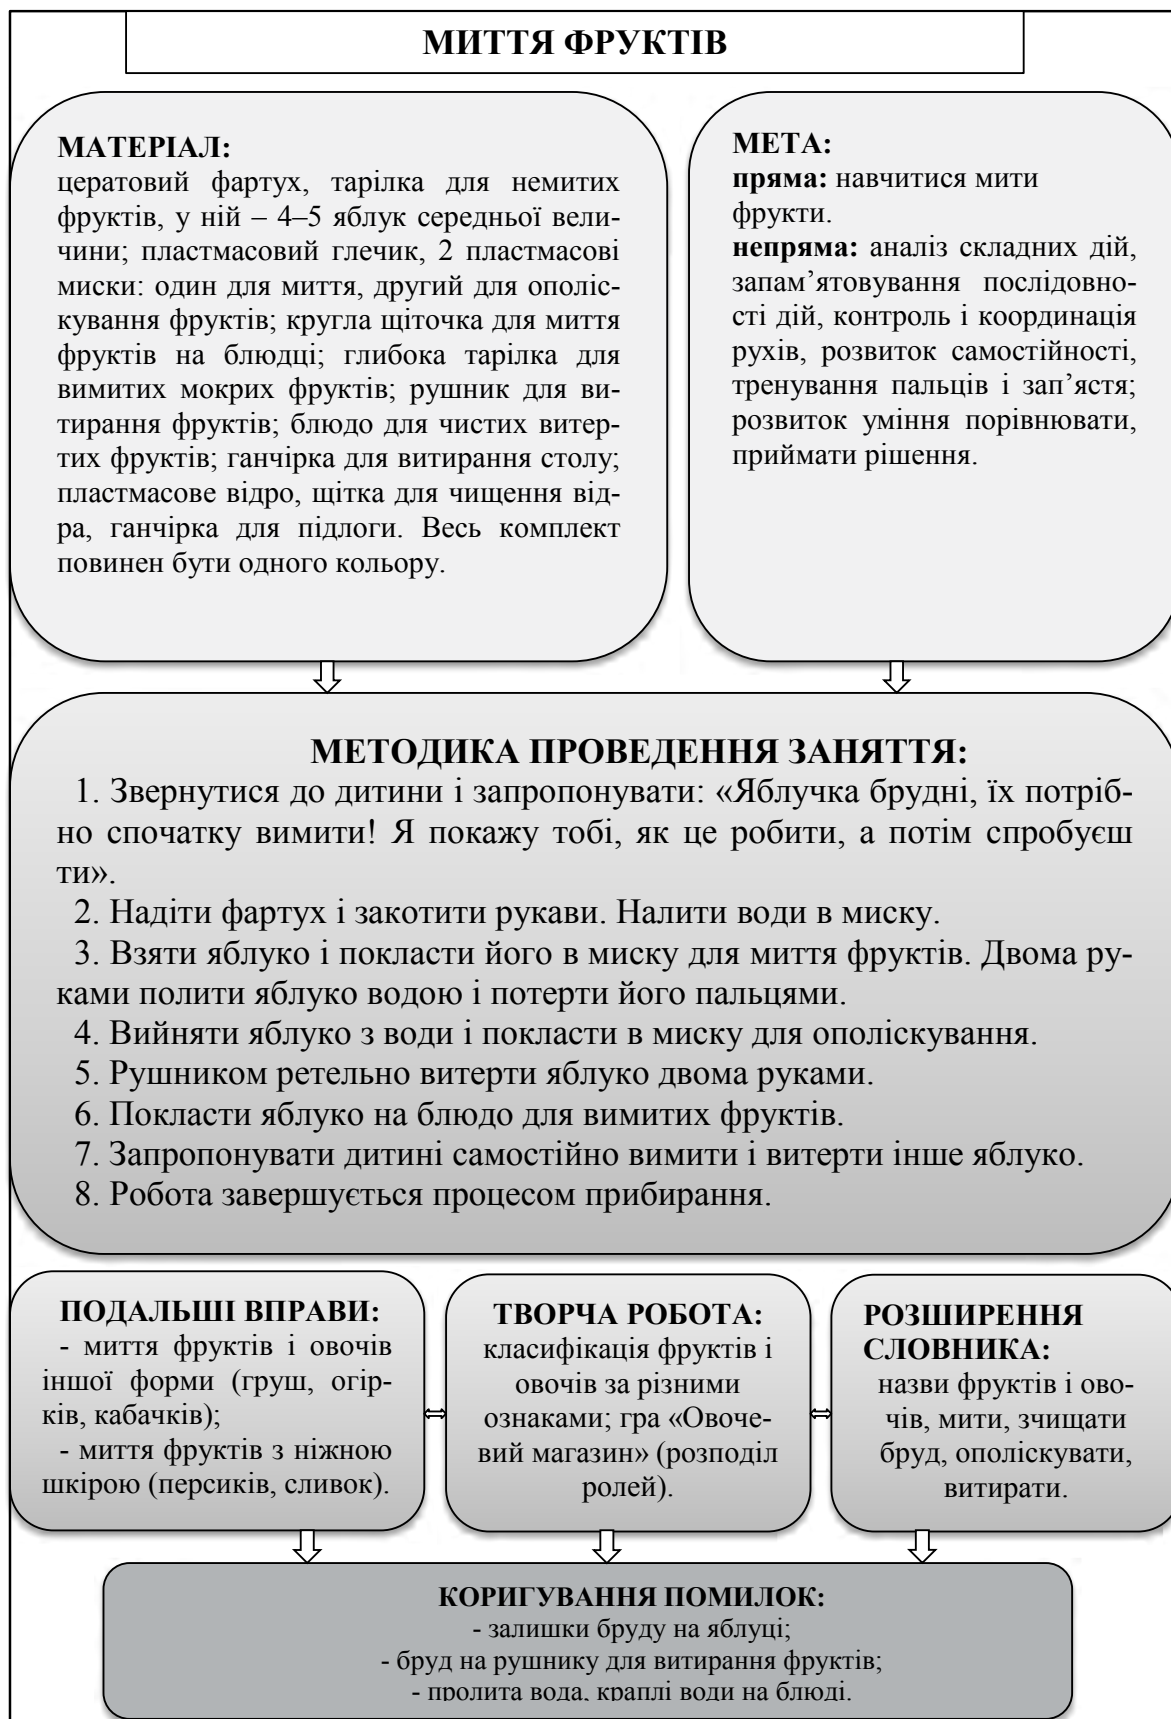 МИТТЯ ФРУКТІВ
МАТЕРІАЛ:
цератовий фартух, тарілка для немитих
фруктів, у ній – 4–5 яблук середньої вели-
чини; пластмасовий глечик, 2 пластмасові
миски: один для миття, другий для ополіс-
кування фруктів; кругла щіточка для миття
фруктів на блюдці; глибока тарілка для
вимитих мокрих фруктів; рушник для ви-
тирання фруктів; блюдо для чистих витер-
тих фруктів; ганчірка для витирання столу;
пластмасове відро, щітка для чищення від-
ра, ганчірка для підлоги. Весь комплект
повинен бути одного кольору.
МЕТА:
пряма: навчитися мити
фрукти.
непряма: аналіз складних дій,
запам’ятовування послідовно-
сті дій, контроль і координація
рухів, розвиток самостійності,
тренування пальців і зап’ястя;
розвиток уміння порівнювати,
приймати рішення.
МЕТОДИКА ПРОВЕДЕННЯ ЗАНЯТТЯ:
1. Звернутися до дитини і запропонувати: «Яблучка брудні, їх потріб-
но спочатку вимити! Я покажу тобі, як це робити, а потім спробуєш
ти».
2. Надіти фартух і закотити рукави. Налити води в миску.
3. Взяти яблуко і покласти його в миску для миття фруктів. Двома ру-
ками полити яблуко водою і потерти його пальцями.
4. Вийняти яблуко з води і покласти в миску для ополіскування.
5. Рушником ретельно витерти яблуко двома руками.
6. Покласти яблуко на блюдо для вимитих фруктів.
7. Запропонувати дитині самостійно вимити і витерти інше яблуко.
8. Робота завершується процесом прибирання.
ПОДАЛЬШІ ВПРАВИ:
- миття фруктів і овочів
іншої форми (груш, огір-
ків, кабачків);
- миття фруктів з ніжною
шкірою (персиків, сливок).
ТВОРЧА РОБОТА:
класифікація фруктів і
овочів за різними
ознаками; гра «Овоче-
вий магазин» (розподіл
ролей).
РОЗШИРЕННЯ
СЛОВНИКА:
назви фруктів і ово-
чів, мити, зчищати
бруд, ополіскувати,
витирати.
КОРИГУВАННЯ ПОМИЛОК:
- залишки бруду на яблуці;
- бруд на рушнику для витирання фруктів;
- пролита вода, краплі води на блюді.